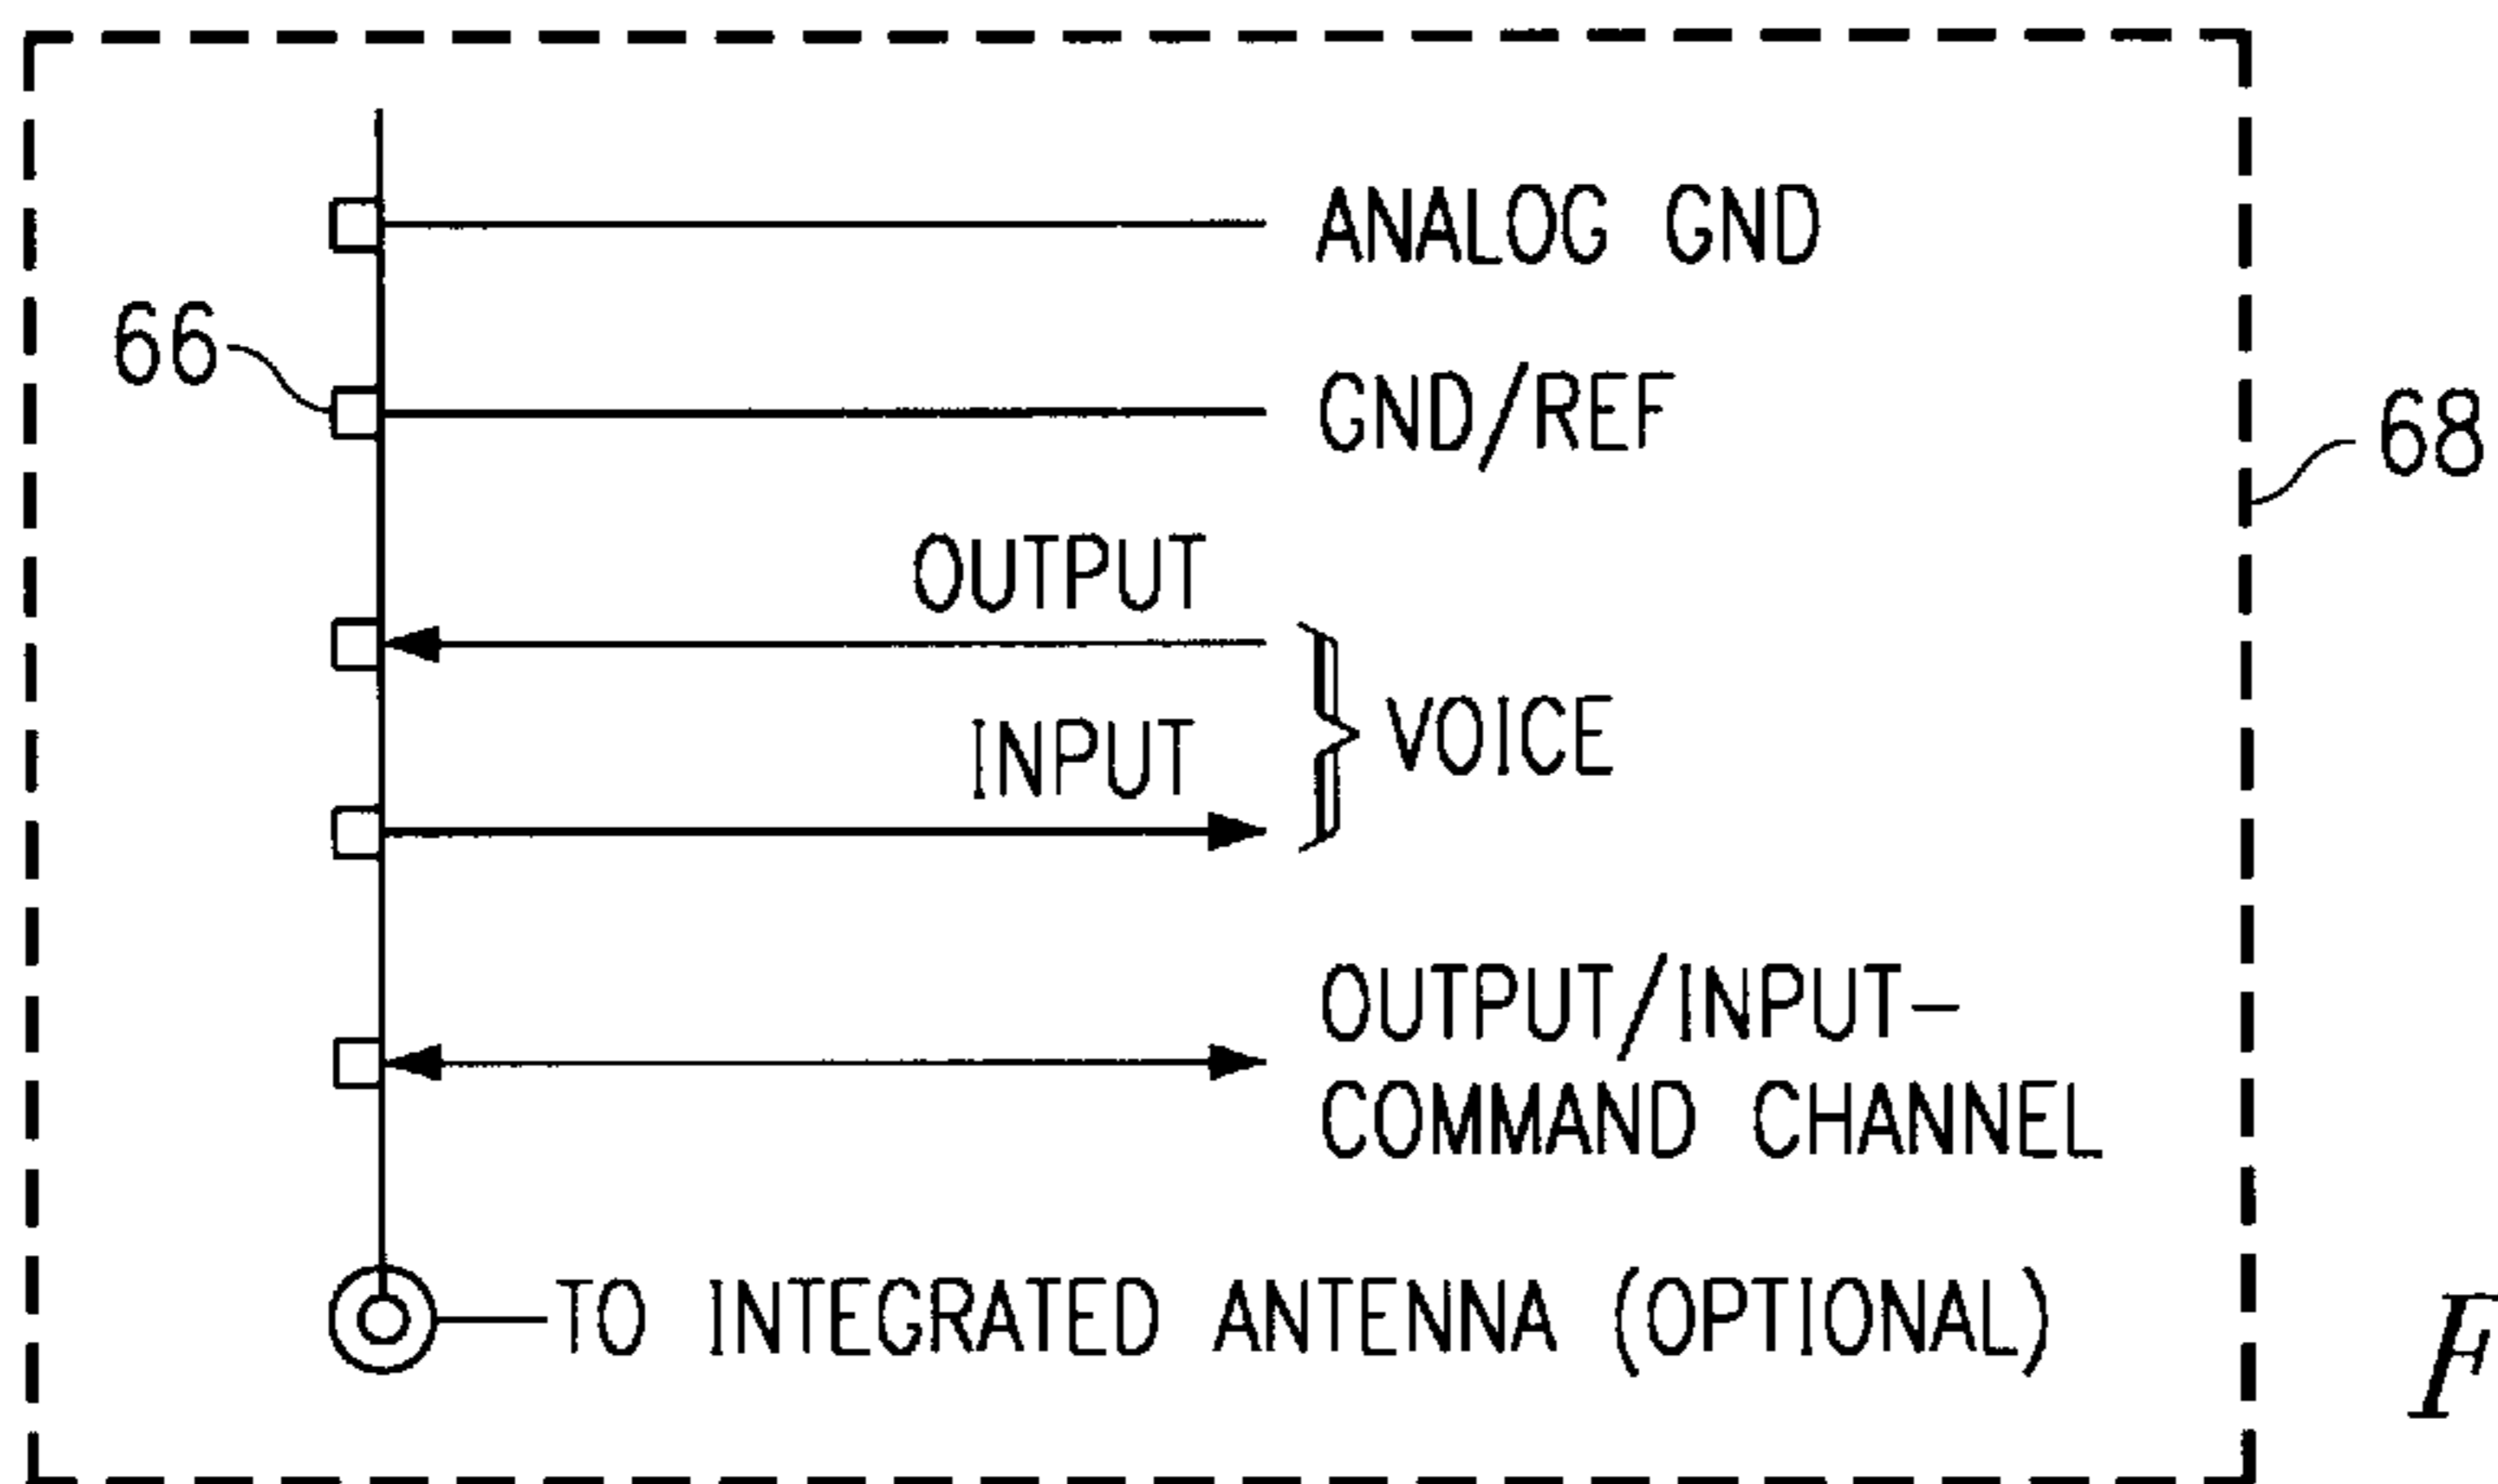 ANALOG GND
66
GND/REF
68
OUTPUT
INPUT
VOICE
OUTPUT/INPUT-
COMMAND CHANNEL
TO INTEGRATED ANTENNA (OPTIONAL)
F